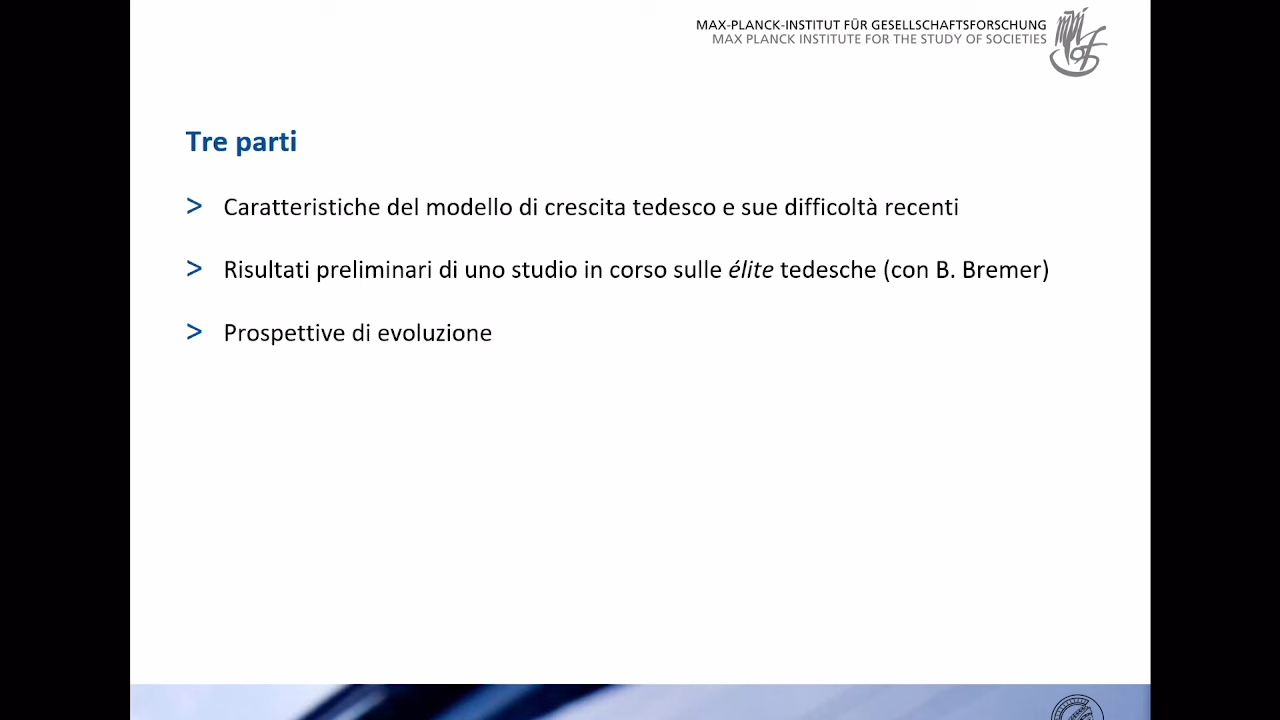 MAX-PLANCK-INSTITUT FÜR GESELLSCHAFTSFORSCHUNG
MAX PLANCK INSTITUTE FOR THE STUDY OF SOCIETIES
Tre parti
> Caratteristiche del modello di crescita tedesco e sue difficoltà recenti
> Risultati preliminari di uno studio in corso sulle élite tedesche (con B. Bremer)
> Prospettive di evoluzione